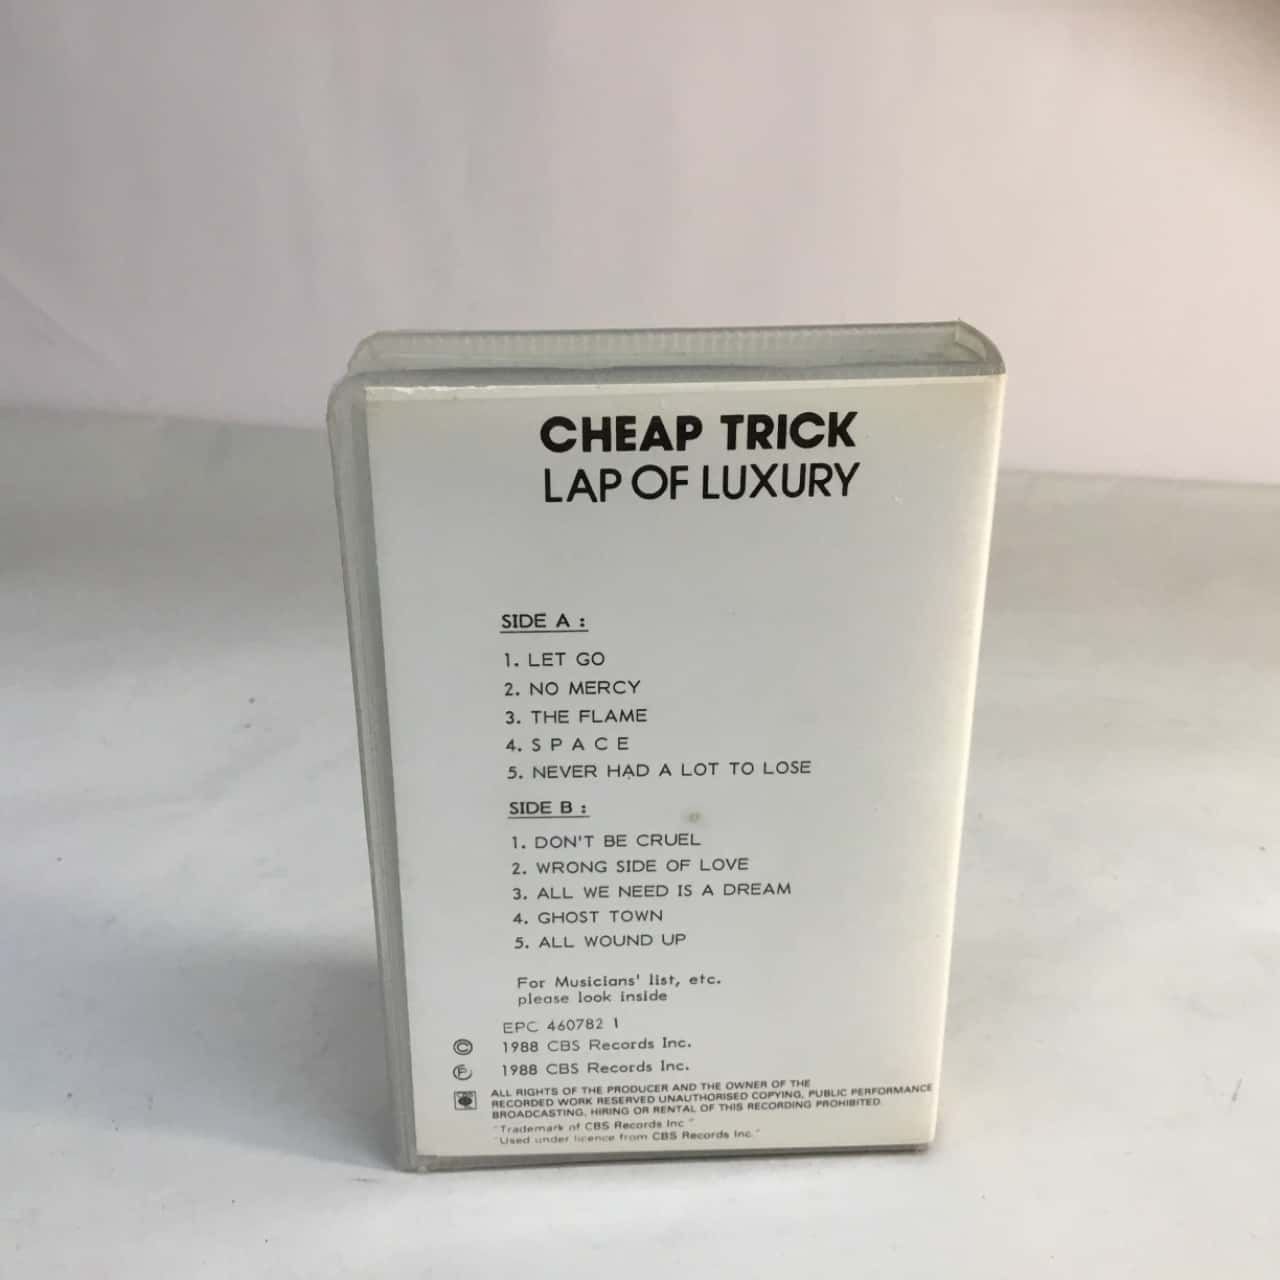 CHEAP TRICK
LAP OF LUXURY
SIDE A :
1. LET GO
2. NO MERCY
3. THE FLAME
4. S P A C E
5. NEVER HAD A LOT TO LOSE
SIDE B :
1. DON'T BE CRUEL
2. WRONG SIDE OF LOVE
3. ALL WE NEED IS A DREAM
4. GHOST TOWN
5. ALL WOUND UP
For Musicians' list, etc.
please look inside
EPC 460782 1
© 1988 CBS Records Inc.
Ⓟ 1988 CBS Records Inc.
ALL RIGHTS OF THE PRODUCER AND THE OWNER OF THE
RECORDED WORK RESERVED UNAUTHORISED COPYING, PUBLIC PERFORMANCE
BROADCASTING, HIRING OR RENTAL OF THIS RECORDING PROHIBITED
"Trademark of CBS Records Inc"
"Used under licence from CBS Records Inc."